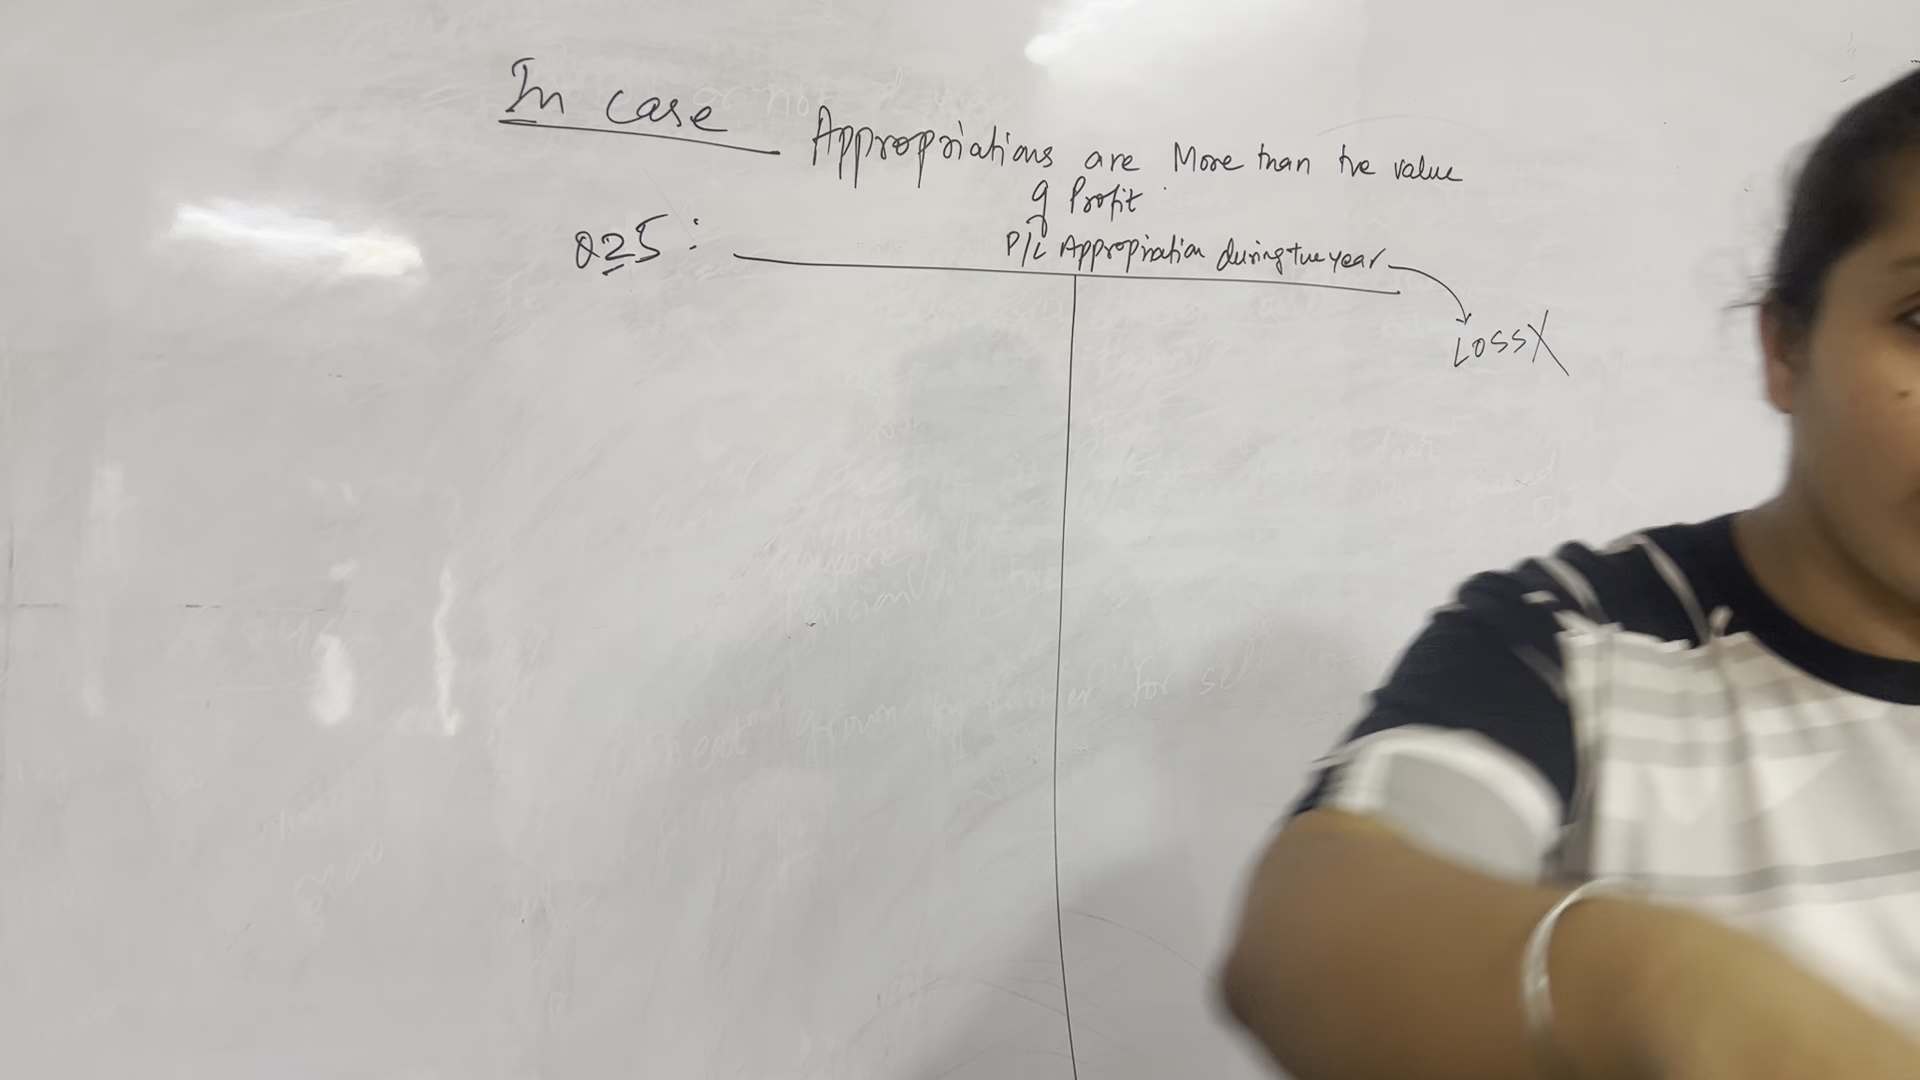 In case Appropriations are More than the value
of Profit
Q25 :
P/L Appropriation during the year
Loss X